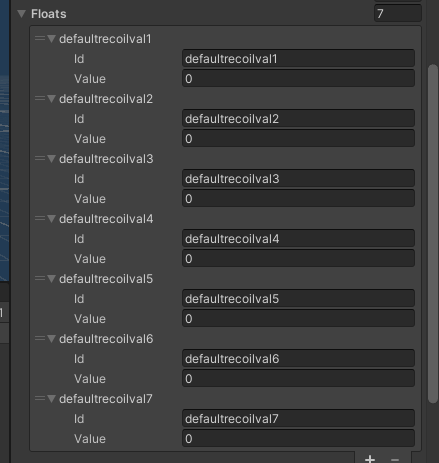 Floats 7
defaultrecoilval1
Id defaultrecoilval1
Value 0
defaultrecoilval2
Id defaultrecoilval2
Value 0
defaultrecoilval3
Id defaultrecoilval3
Value 0
defaultrecoilval4
Id defaultrecoilval4
Value 0
defaultrecoilval5
Id defaultrecoilval5
Value 0
defaultrecoilval6
Id defaultrecoilval6
Value 0
defaultrecoilval7
Id defaultrecoilval7
Value 0
+ −